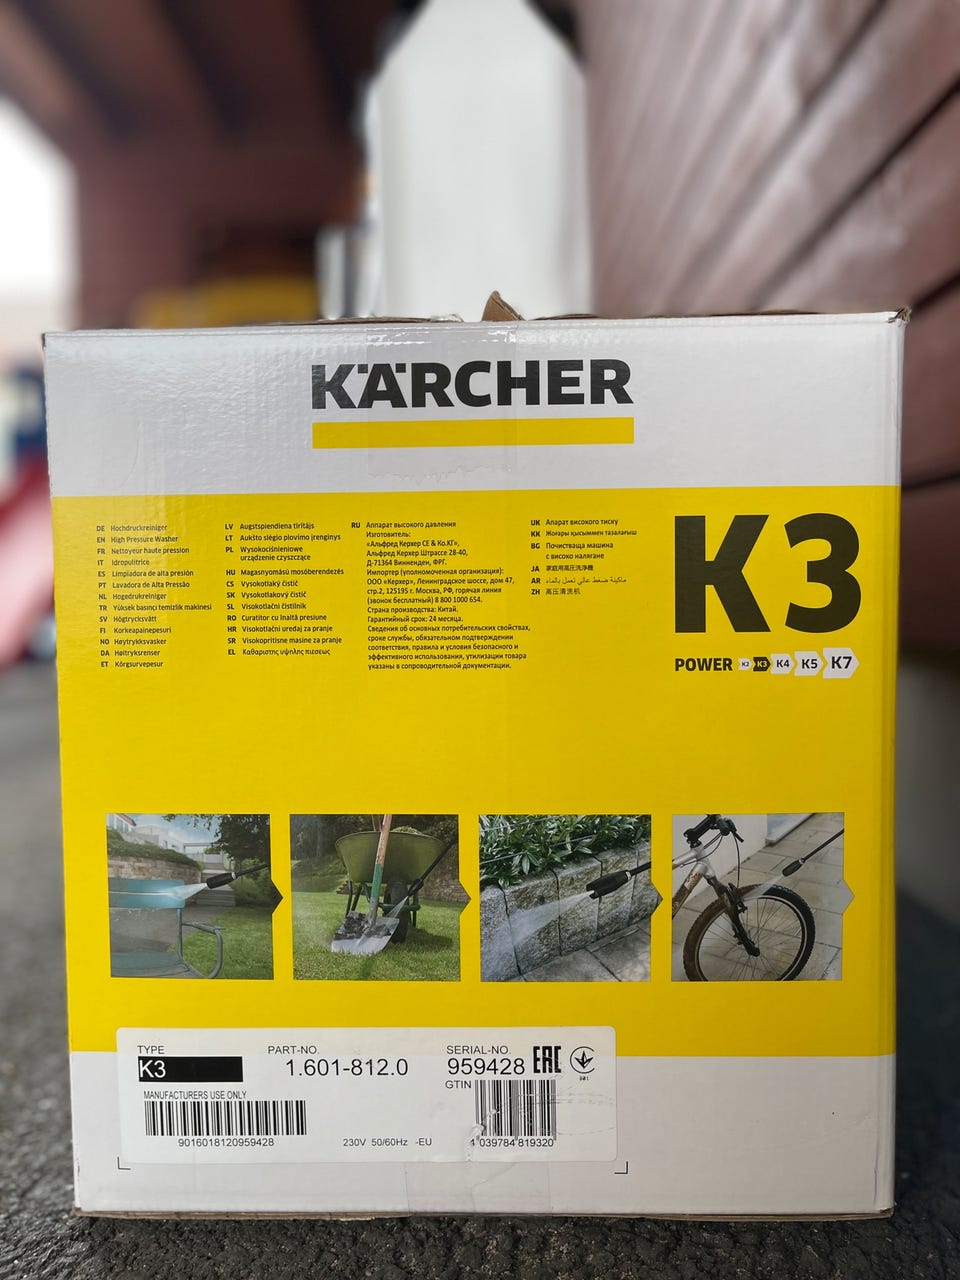 KÄRCHER
DE Hochdruckreiniger
EN High Pressure Washer
FR Nettoyeur haute pression
IT Idropulitrice
ES Limpiadora de alta presión
PT Lavadora de Alta Pressão
NL Hogedrukreiniger
TR Yüksek basınçı temizlik makinesi
SV Högtryckstvätt
FI Korkeapainepesuri
NO Høytrykksvasker
DA Højtryksrenser
ET Kõrgsurvepesur
LV Augstspiediena tīrītājs
LT Aukšto slėgio plovimo įrenginys
PL Wysokociśnieniowe
urządzenie czyszczące
HU Magasnyomású mosóberendezés
CS Vysokotlaký čistič
SK Vysokotlakový čistič
SL Visokotlačni čistilnik
RO Curatitor cu înaltă presiune
HR Visokotlačni uređaj za pranje
SR Visokopritisne masine za pranje
EL Καθαριστης υψηλης πιεσεως
RU Аппарат высокого давления
Изготовитель:
«Альфред Керхер СЕ & Ко.КГ»,
Альфред Керхер Штрассе 28-40,
Д-71364 Винненден, ФРГ.
Импортер (уполномоченная организация):
ООО «Керхер», Ленинградское шоссе, дом 47,
стр.2, 125195 г. Москва, РФ, горячая линия
(звонок бесплатный) 8 800 1000 654.
Страна производства: Китай.
Гарантийный срок: 24 месяца.
Сведения об основных потребительских свойствах,
сроке службы, обязательном подтверждении
соответствия, правила и условия безопасного и
эффективного использования, утилизации товара
указаны в сопроводительной документации.
UK Апарат високого тиску
KK Жоғары қысыммен тазалағыш
BG Почистваща машина
с високо налягане
JA 家庭用高圧洗浄機
AR ماكينة ضغط عالي تعمل بالماء
ZH 高压清洗机
K3
POWER K2 K3 K4 K5 K7
TYPE PART-NO. SERIAL-NO.
K3 1.601-812.0 959428 EAC
001
GTIN
MANUFACTURERS USE ONLY
9016018120959428 230V 50/60Hz -EU 4 039784 819320